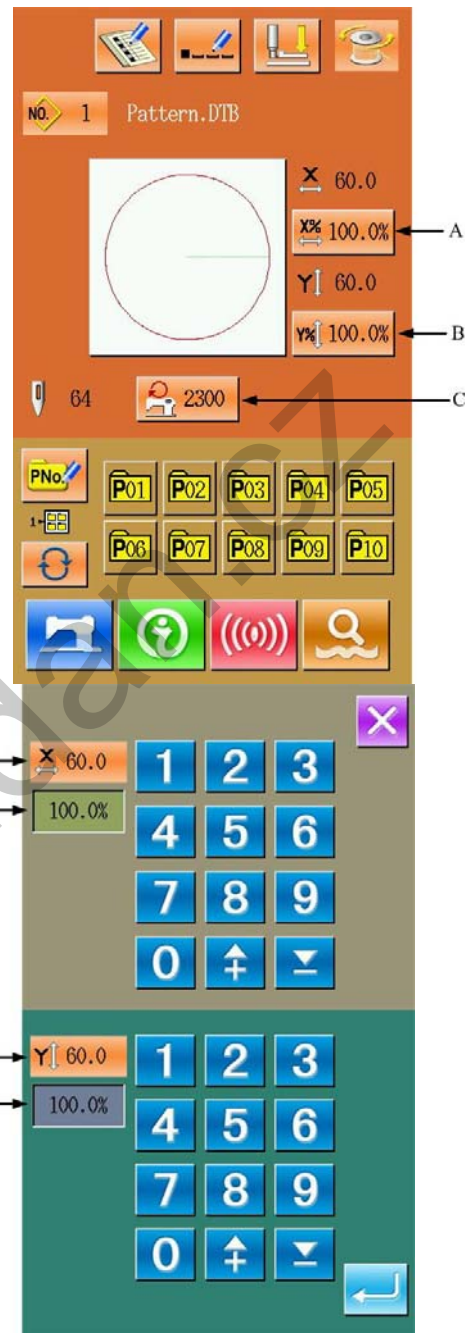 NO. 1 Pattern.DTB
X 60.0
X% 100.0% A
Y 60.0
Y% 100.0% B
64 2300 C
PNo.
P01 P02 P03 P04 P05
1-
P06 P07 P08 P09 P10
X 60.0 1 2 3
100.0%
4 5 6
7 8 9
0
Y 60.0 1 2 3
100.0%
4 5 6
7 8 9
0